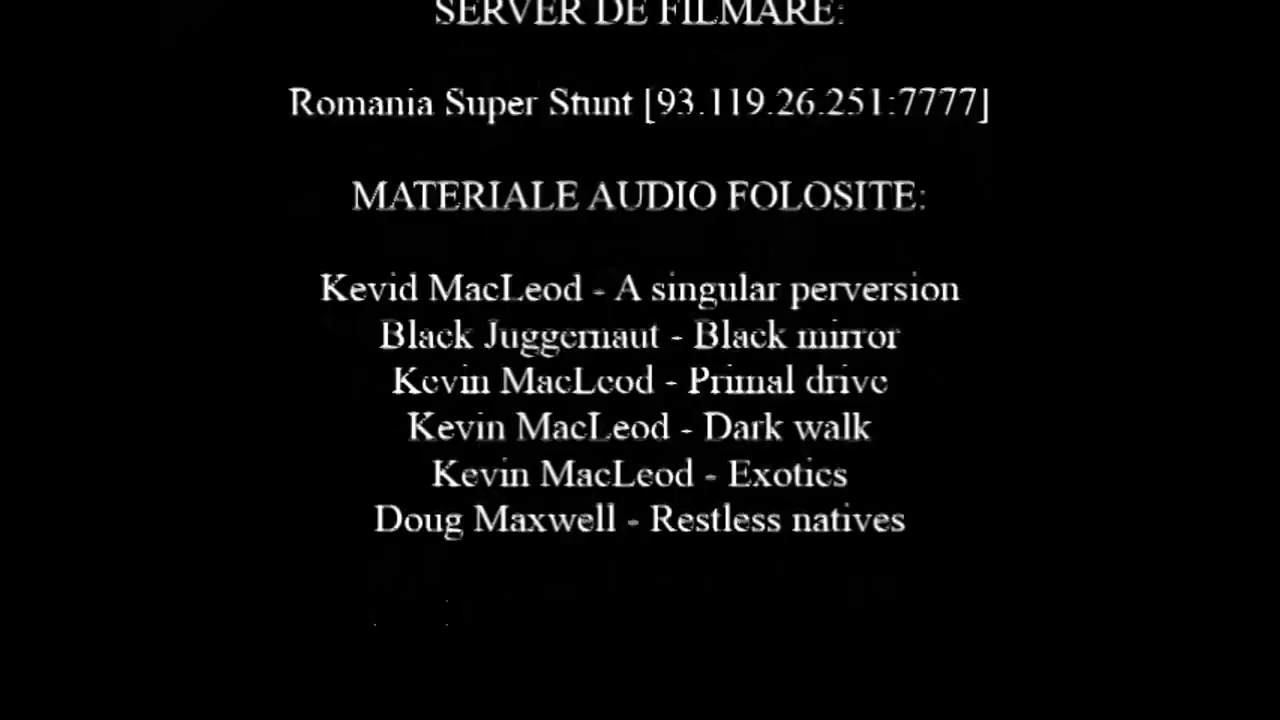 SERVER DE FILMARE:
Romania Super Stunt [93.119.26.251:7777]
MATERIALE AUDIO FOLOSITE:
Kevid MacLeod - A singular perversion
Black Juggernaut - Black mirror
Kevin MacLeod - Primal drive
Kevin MacLeod - Dark walk
Kevin MacLeod - Exotics
Doug Maxwell - Restless natives